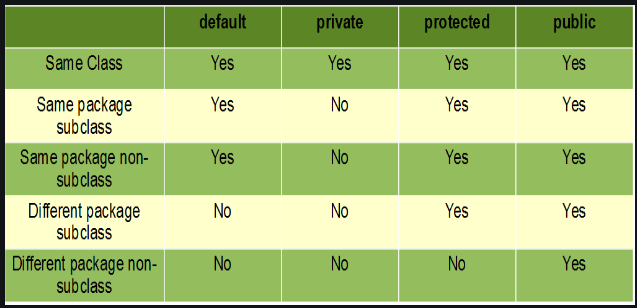 default private protected public
Same Class Yes Yes Yes Yes
Same package
subclass Yes No Yes Yes
Same package non-
subclass Yes No Yes Yes
Different package
subclass No No Yes Yes
Different package non-
subclass No No No Yes